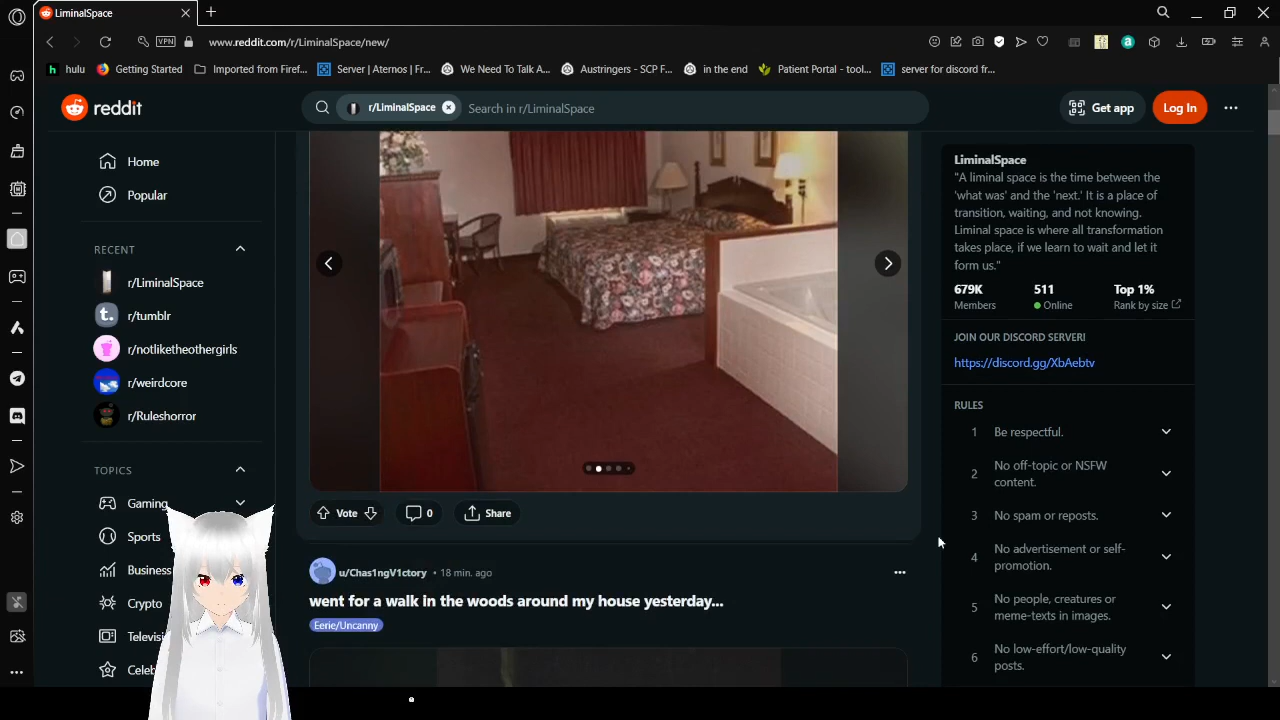 LiminalSpace
VPN
www.reddit.com/r/LiminalSpace/new/
h hulu
Getting Started
Imported from Firef...
Server | Aternos | Fr...
We Need To Talk A...
Austringers - SCP F...
in the end
Patient Portal - tool...
server for discord fr...
reddit
r/LiminalSpace
Search in r/LiminalSpace
Get app
Log In
Home
Popular
RECENT
r/LiminalSpace
t. r/tumblr
r/notliketheothergirls
r/weirdcore
r/Ruleshorror
TOPICS
Gaming
Sports
Business
Crypto
Televisi
Celeb
Vote
0
Share
u/Chas1ngV1ctory • 18 min. ago
went for a walk in the woods around my house yesterday...
Eerie/Uncanny
LiminalSpace
"A liminal space is the time between the
'what was' and the 'next.' It is a place of
transition, waiting, and not knowing.
Liminal space is where all transformation
takes place, if we learn to wait and let it
form us."
679K 511 Top 1%
Members Online Rank by size
JOIN OUR DISCORD SERVER!
https://discord.gg/XbAebtv
RULES
1 Be respectful.
2 No off-topic or NSFW
content.
3 No spam or reposts.
4 No advertisement or self-
promotion.
5 No people, creatures or
meme-texts in images.
6 No low-effort/low-quality
posts.